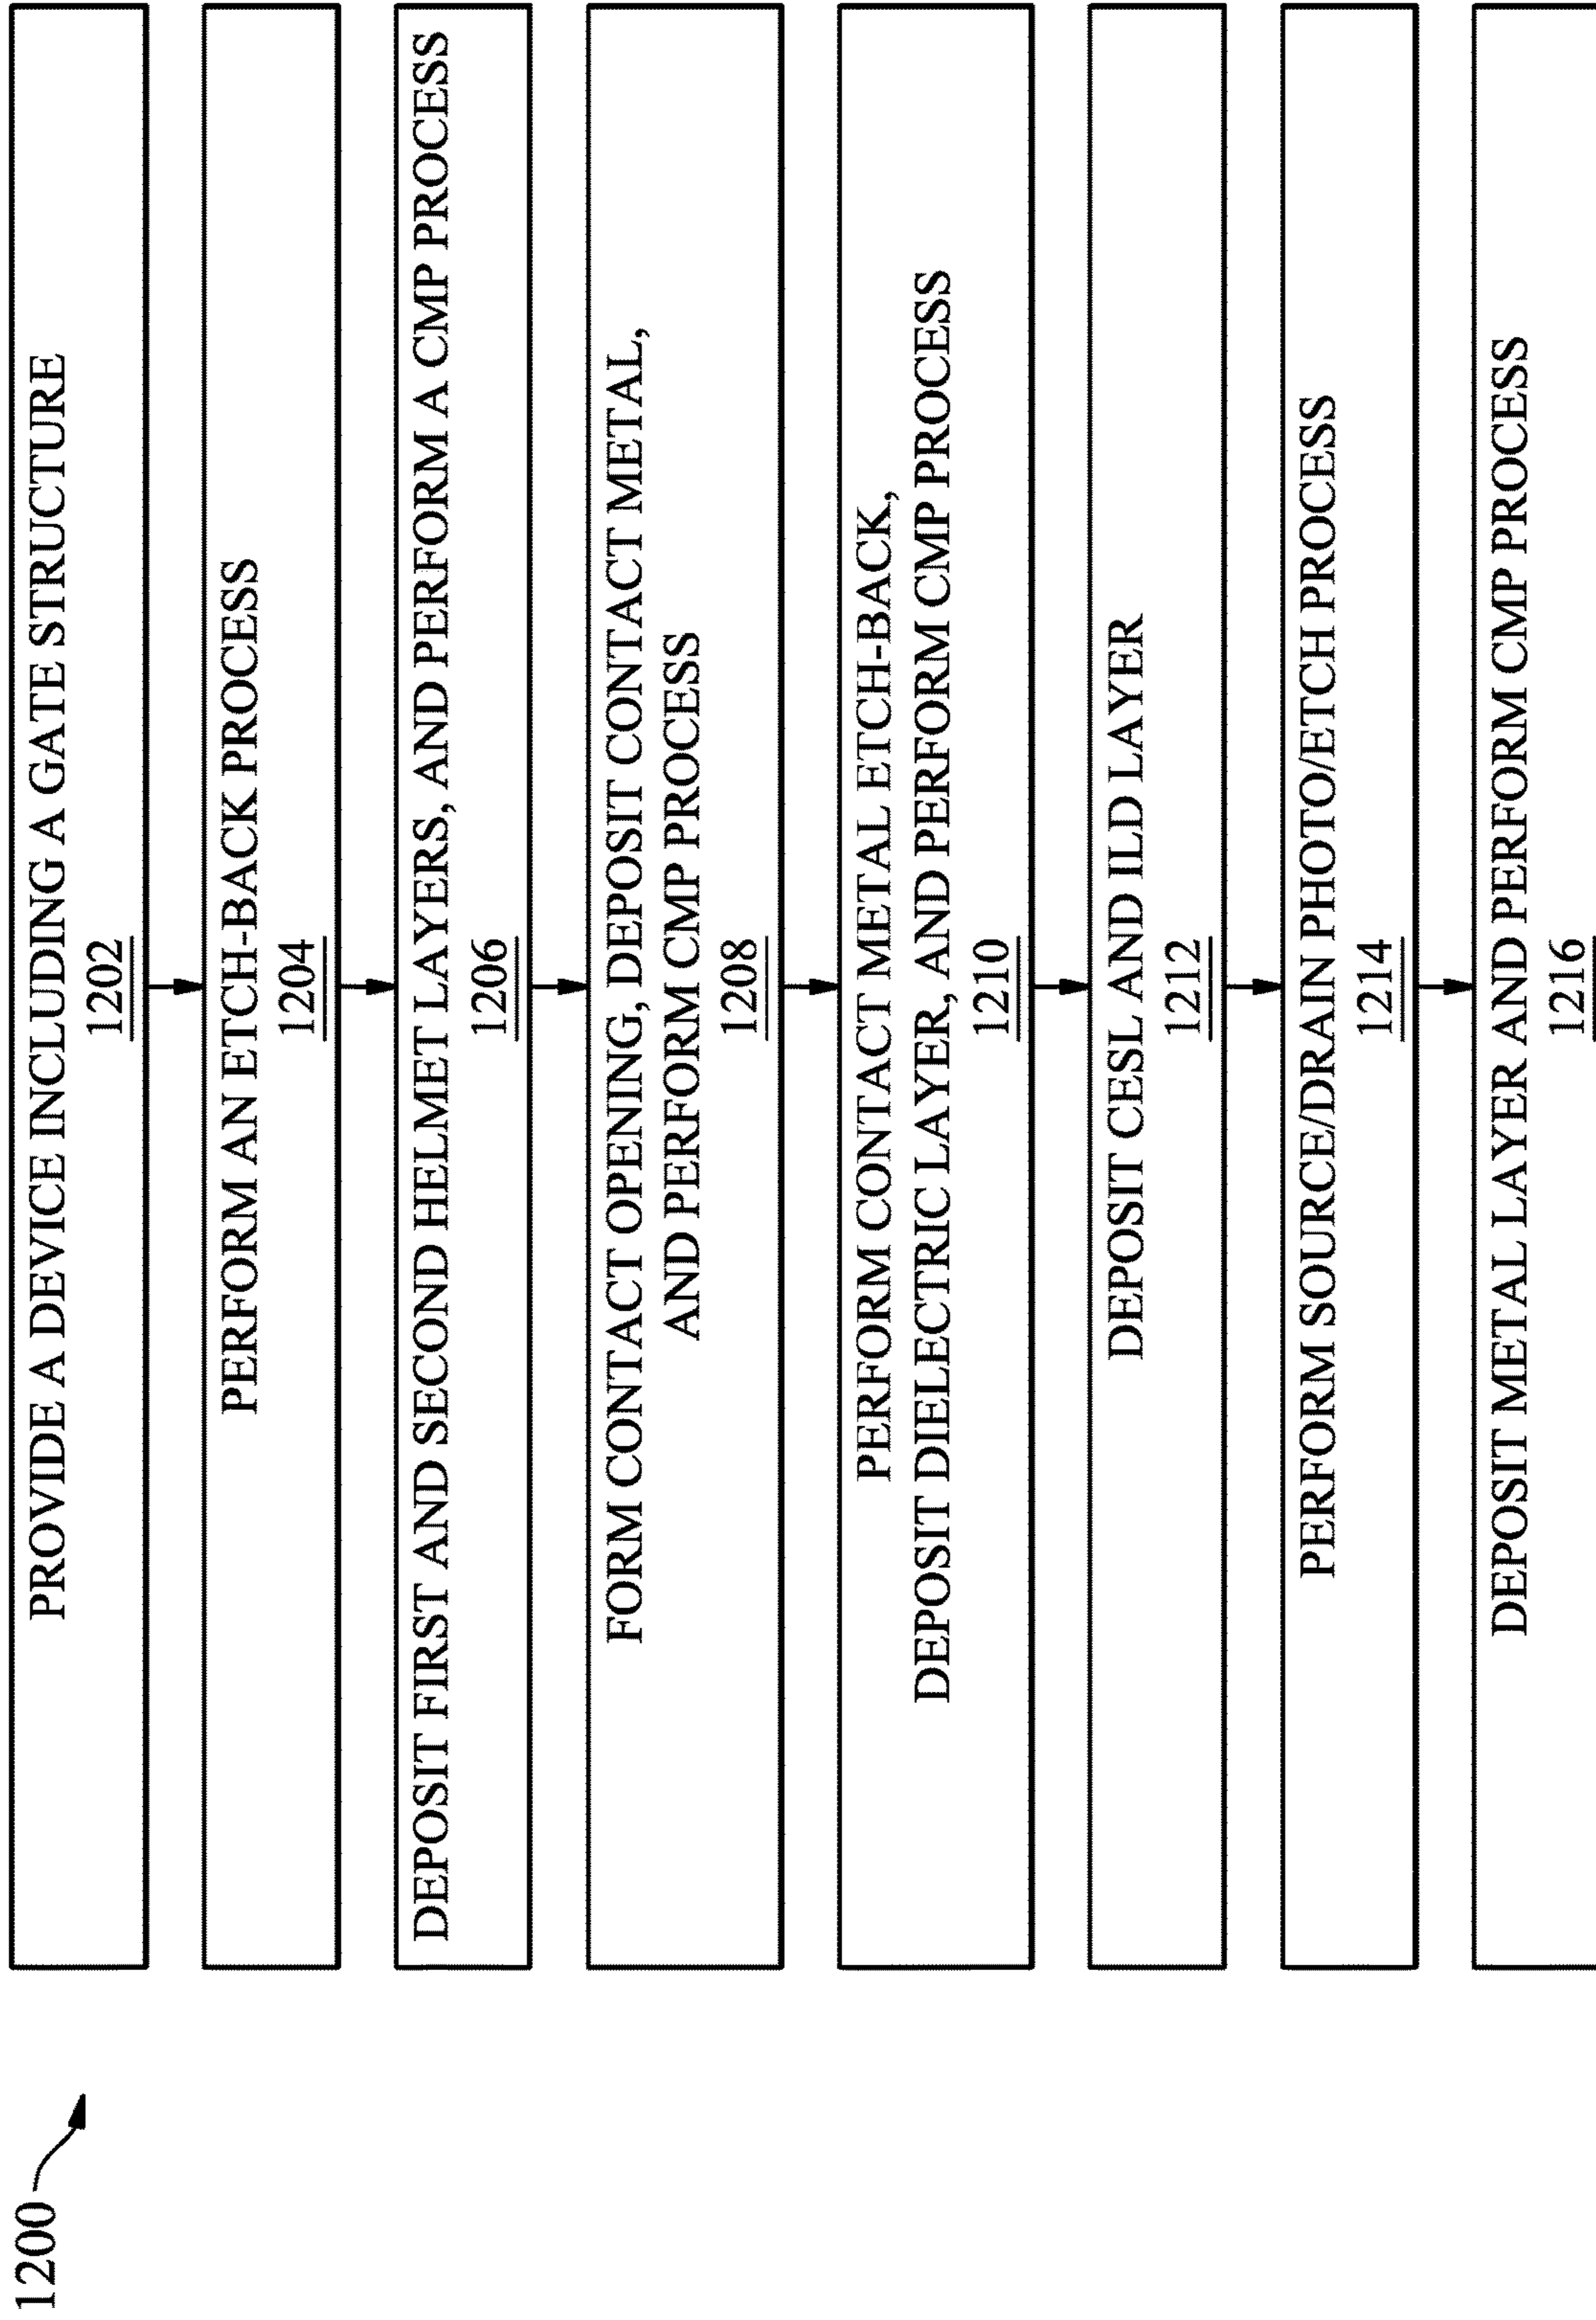 1200
PROVIDE A DEVICE INCLUDING A GATE STRUCTURE
1202
PERFORM AN ETCH-BACK PROCESS
1204
DEPOSIT FIRST AND SECOND HELMET LAYERS, AND PERFORM A CMP PROCESS
1206
FORM CONTACT OPENING, DEPOSIT CONTACT METAL,
AND PERFORM CMP PROCESS
1208
PERFORM CONTACT METAL ETCH-BACK,
DEPOSIT DIELECTRIC LAYER, AND PERFORM CMP PROCESS
1210
DEPOSIT CESL AND ILD LAYER
1212
PERFORM SOURCE/DRAIN PHOTO/ETCH PROCESS
1214
DEPOSIT METAL LAYER AND PERFORM CMP PROCESS
1216